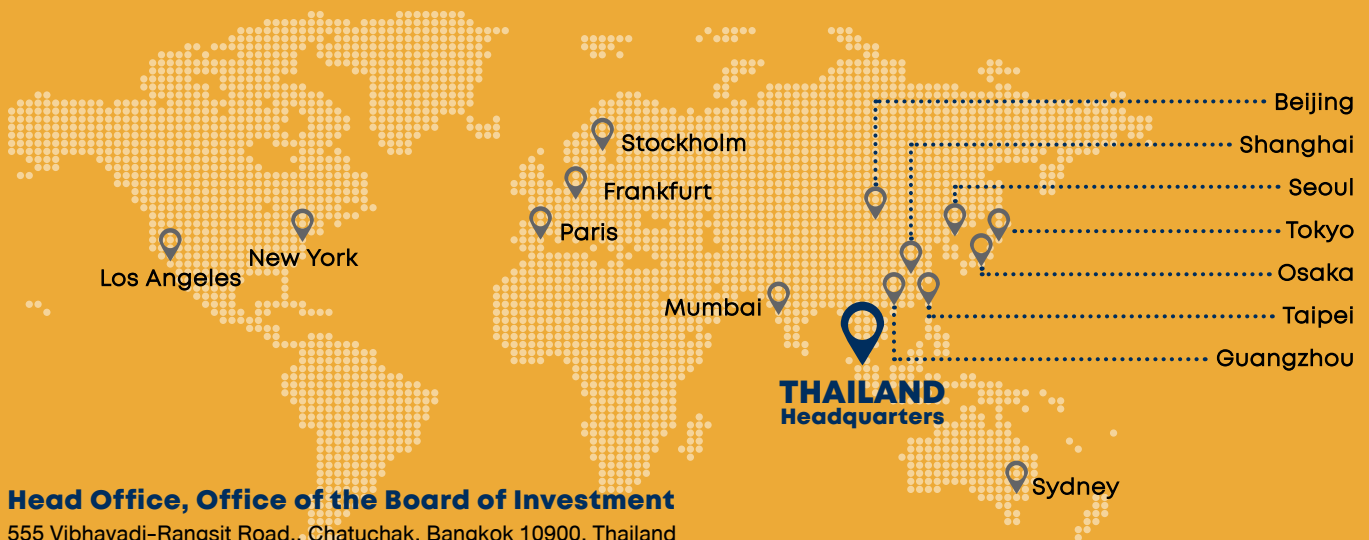 Beijing
Shanghai
Stockholm
Seoul
Frankfurt
Tokyo
Paris
New York
Los Angeles
Osaka
Mumbai
Taipei
Guangzhou
THAILAND
Headquarters
Sydney
Head Office, Office of the Board of Investment
555 Vibhavadi-Rangsit Road., Chatuchak, Bangkok 10900, Thailand